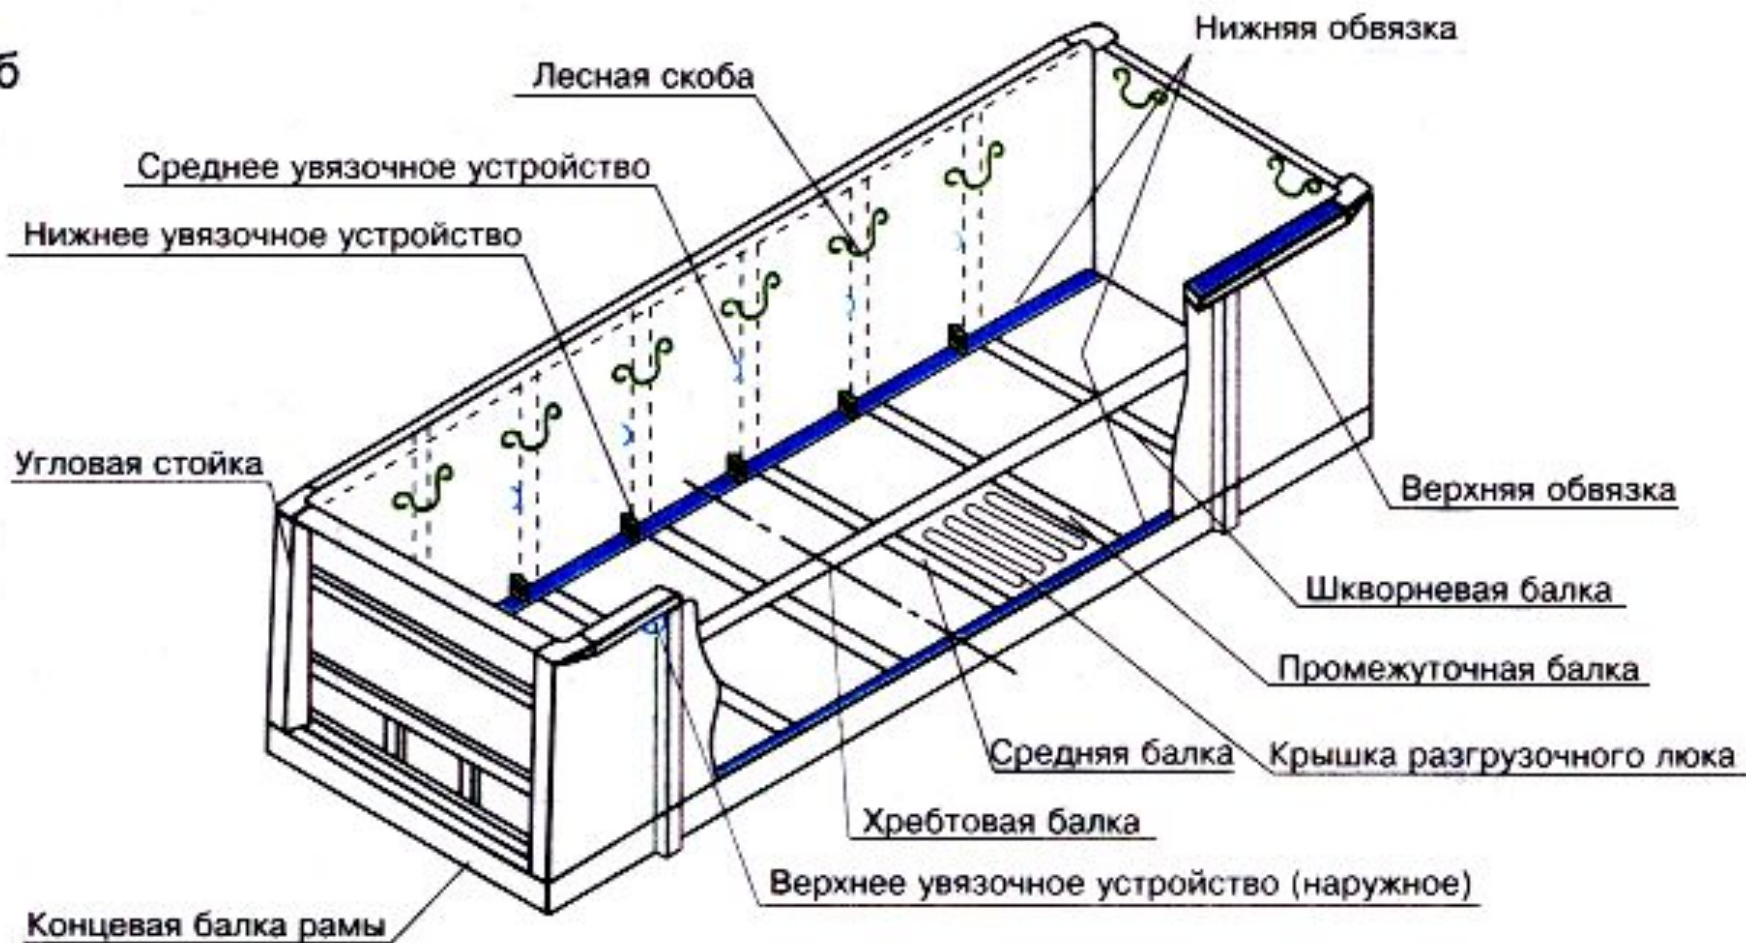 Нижняя обвязка
б
Лесная скоба
Среднее увязочное устройство
Нижнее увязочное устройство
Угловая стойка
Верхняя обвязка
Шкворневая балка
Промежуточная балка
Средняя балка
Крышка разгрузочного люка
Хребтовая балка
Верхнее увязочное устройство (наружное)
Концевая балка рамы